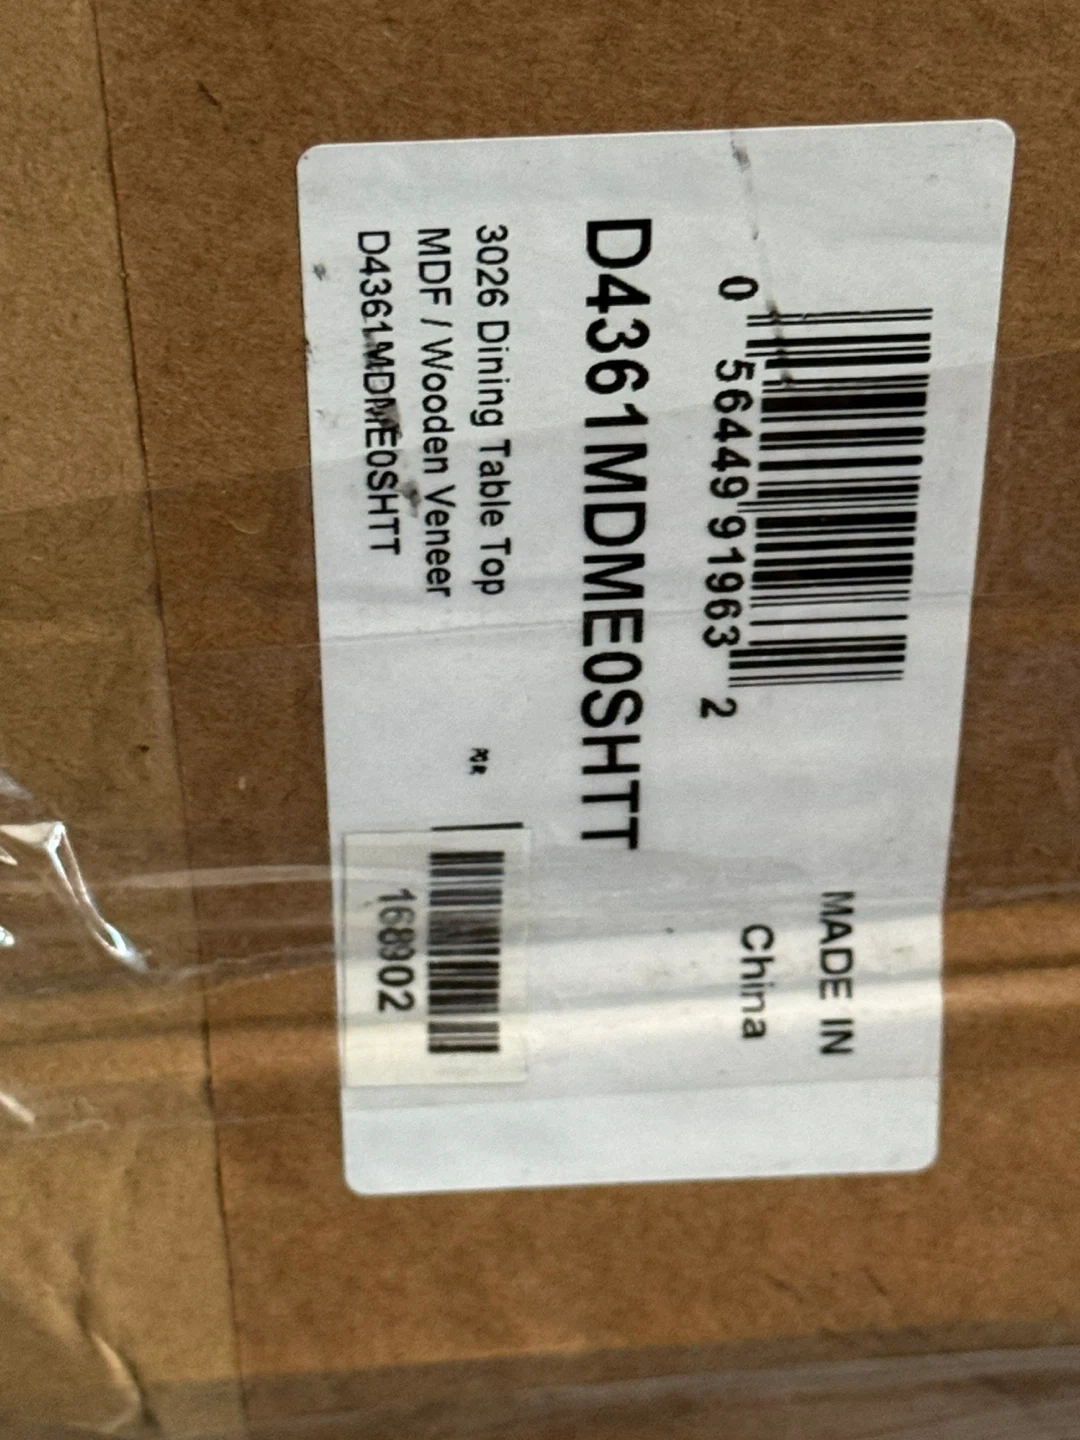 0 56449 91963 2
MADE IN
China
D4361MDME0SHTT
3026 Dining Table Top
MDF / Wooden Veneer
D4361MDME0SHTT
168902